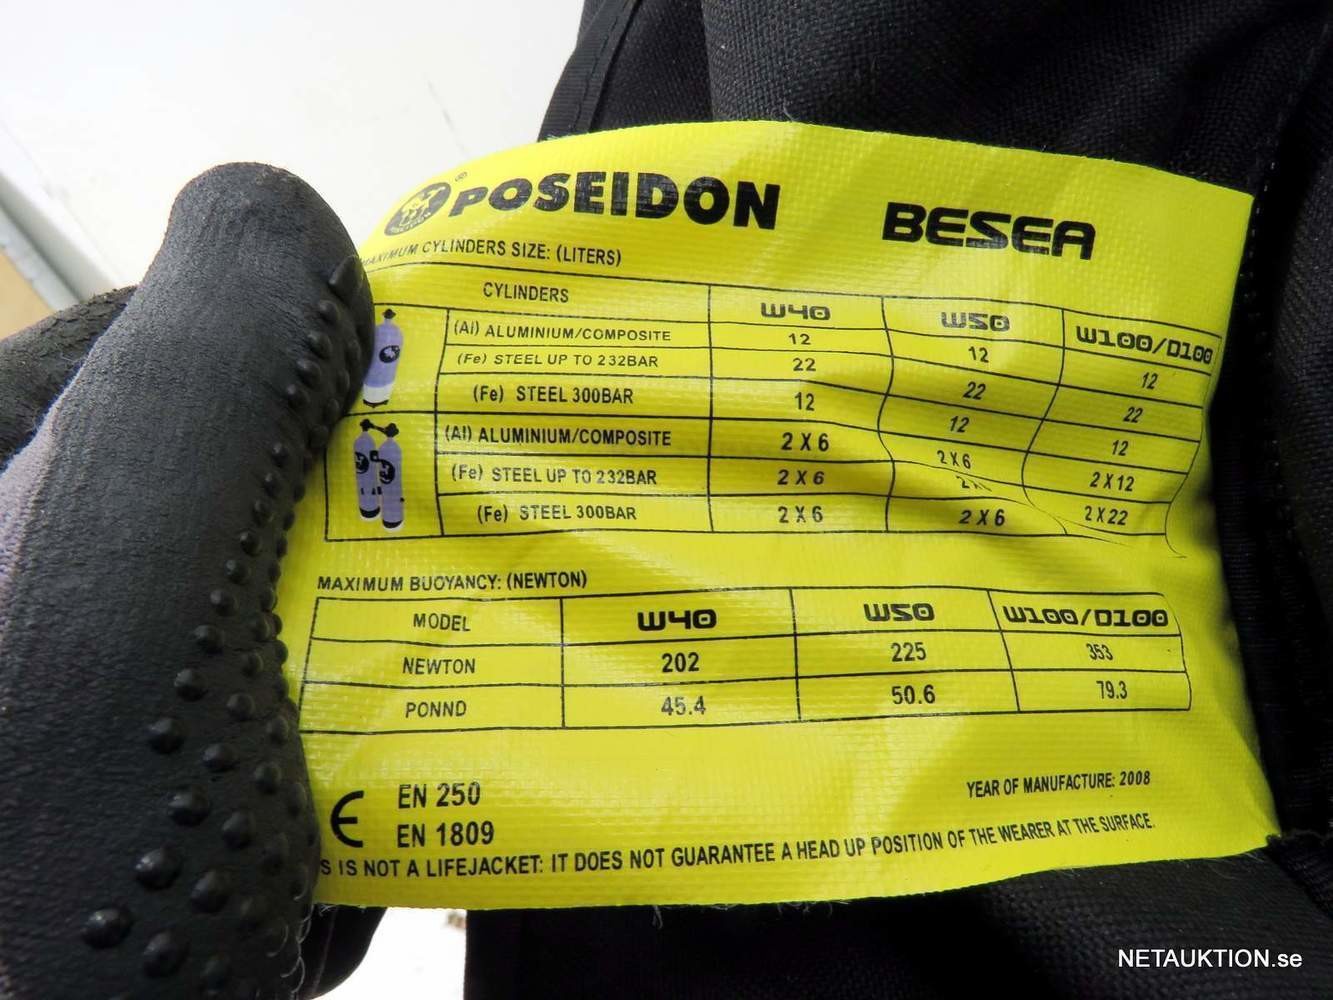 POSEIDON BESEA
MAXIMUM CYLINDERS SIZE: (LITERS)
CYLINDERS W40 W50 W100/D100
(Al) ALUMINIUM/COMPOSITE 12 12 12
(Fe) STEEL UP TO 232BAR 22 22 22
(Fe) STEEL 300BAR 12 12 12
(Al) ALUMINIUM/COMPOSITE 2 X 6 2 X 6 2 X 12
(Fe) STEEL UP TO 232BAR 2 X 6 2 X 22
(Fe) STEEL 300BAR 2 X 6 2 X 6
MAXIMUM BUOYANCY: (NEWTON)
MODEL W40 W50 W100/D100
NEWTON 202 225 353
PONND 45.4 50.6 79.3
CE EN 250
EN 1809
YEAR OF MANUFACTURE: 2008
S IS NOT A LIFEJACKET: IT DOES NOT GUARANTEE A HEAD UP POSITION OF THE WEARER AT THE SURFACE.
NETAUKTION.se